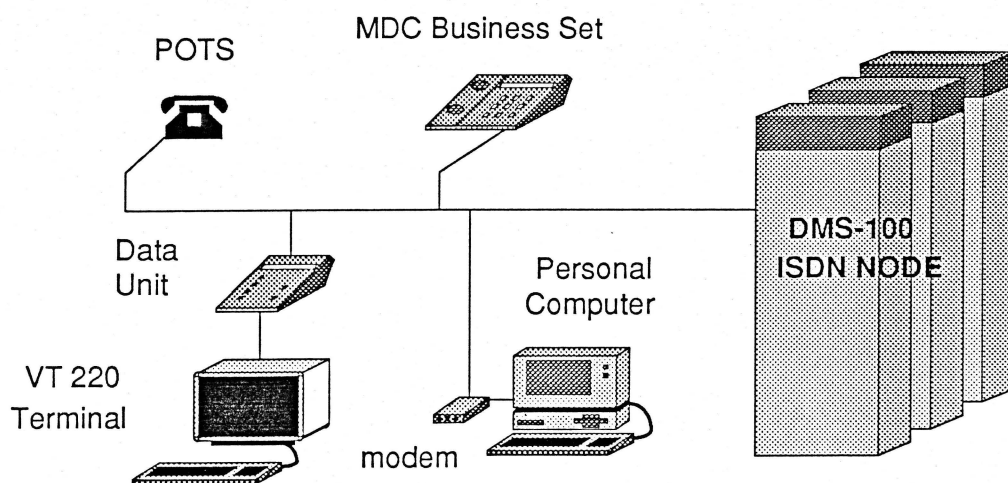 MDC Business Set
POTS
DMS-100
ISDN NODE
Data
Unit
Personal
Computer
VT 220
Terminal
modem